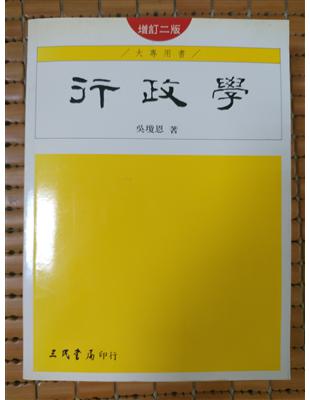 增訂二版
／大專用書／
行政學
吳瓊恩 著
三民書局印行